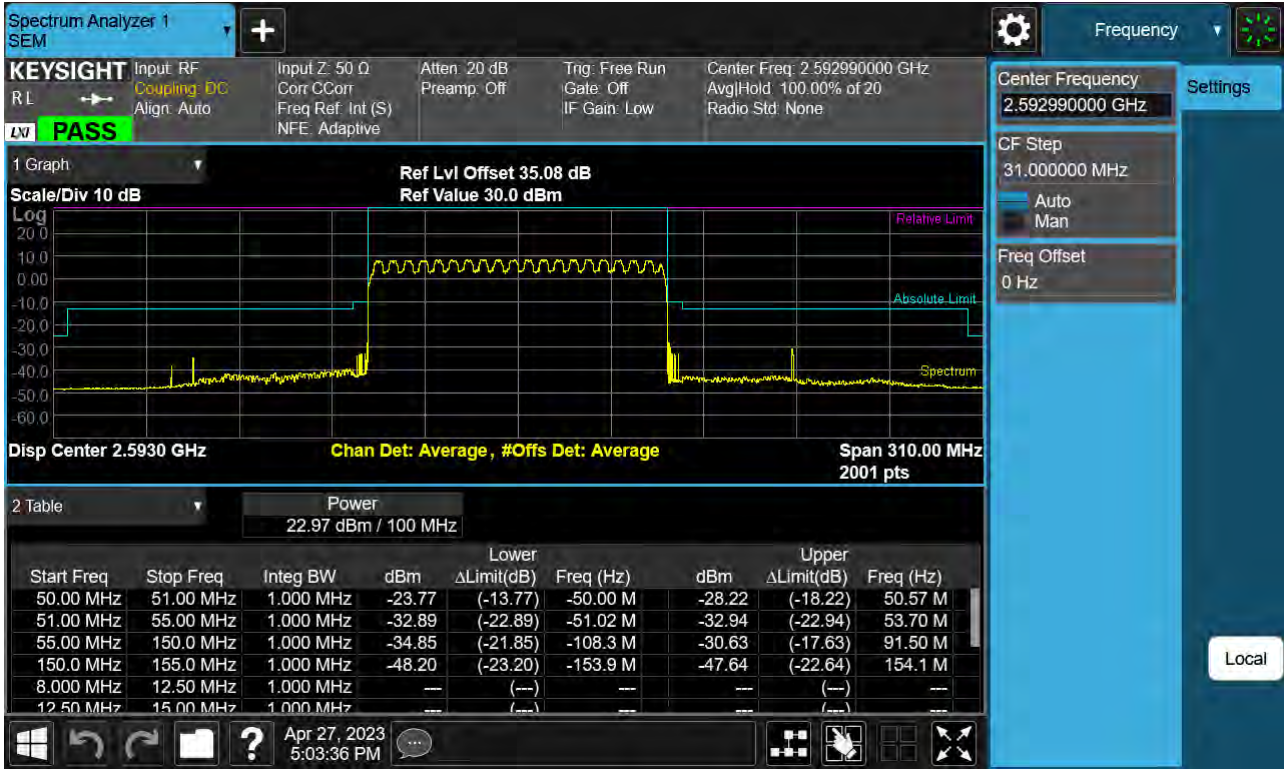 Spectrum Analyzer 1
SEM
+
Frequency
KEYSIGHT
R L
LXI
PASS
Input: RF
Coupling: DC
Align: Auto
Input Z: 50 Ω
Corr CCorr
Freq Ref: Int (S)
NFE: Adaptive
Atten: 20 dB
Preamp: Off
Trig: Free Run
Gate: Off
IF Gain: Low
Center Freq: 2.592990000 GHz
Avg|Hold: 100.00% of 20
Radio Std: None
Center Frequency
2.592990000 GHz
Settings
CF Step
31.000000 MHz
Auto
Man
Freq Offset
0 Hz
Local
1 Graph
Scale/Div 10 dB
Ref Lvl Offset 35.08 dB
Ref Value 30.0 dBm
Log
20.0
10.0
0.00
-10.0
-20.0
-30.0
-40.0
-50.0
-60.0
Relative Limit
Absolute Limit
Spectrum
Disp Center 2.5930 GHz
Chan Det: Average , #Offs Det: Average
Span 310.00 MHz
2001 pts
2 Table
Power
22.97 dBm / 100 MHz
Lower Upper
Start Freq Stop Freq Integ BW dBm ΔLimit(dB) Freq (Hz) dBm ΔLimit(dB) Freq (Hz)
50.00 MHz 51.00 MHz 1.000 MHz -23.77 (-13.77) -50.00 M -28.22 (-18.22) 50.57 M
51.00 MHz 55.00 MHz 1.000 MHz -32.89 (-22.89) -51.02 M -32.94 (-22.94) 53.70 M
55.00 MHz 150.0 MHz 1.000 MHz -34.85 (-21.85) -108.3 M -30.63 (-17.63) 91.50 M
150.0 MHz 155.0 MHz 1.000 MHz -48.20 (-23.20) -153.9 M -47.64 (-22.64) 154.1 M
8.000 MHz 12.50 MHz 1.000 MHz --- (---) --- --- (---) ---
12.50 MHz 15.00 MHz 1.000 MHz --- (---) --- --- (---) ---
?
Apr 27, 2023
5:03:36 PM